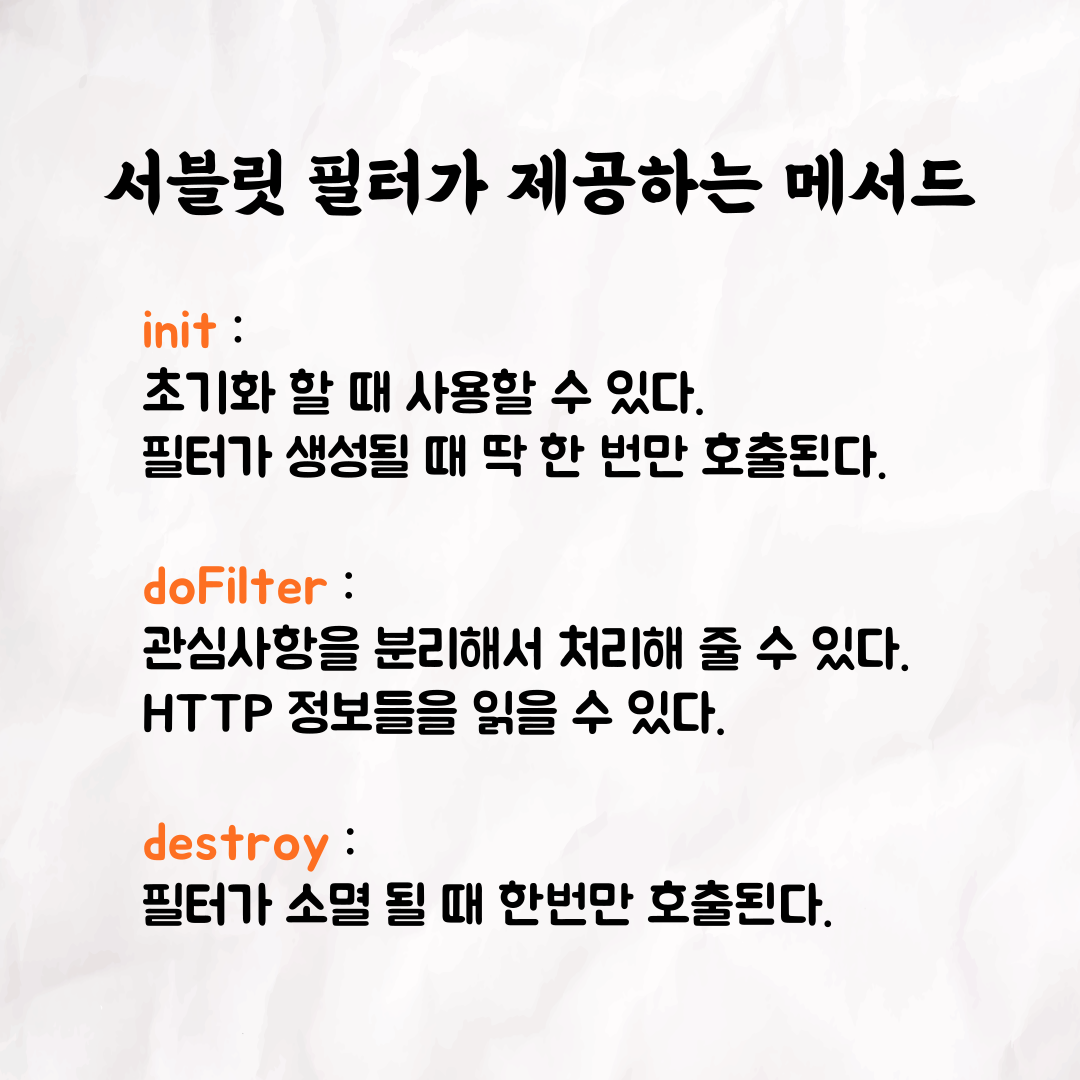 서블릿 필터가 제공하는 메서드
init :
초기화 할 때 사용할 수 있다.
필터가 생성될 때 딱 한 번만 호출된다.
doFilter :
관심사항을 분리해서 처리해 줄 수 있다.
HTTP 정보들을 읽을 수 있다.
destroy :
필터가 소멸 될 때 한번만 호출된다.